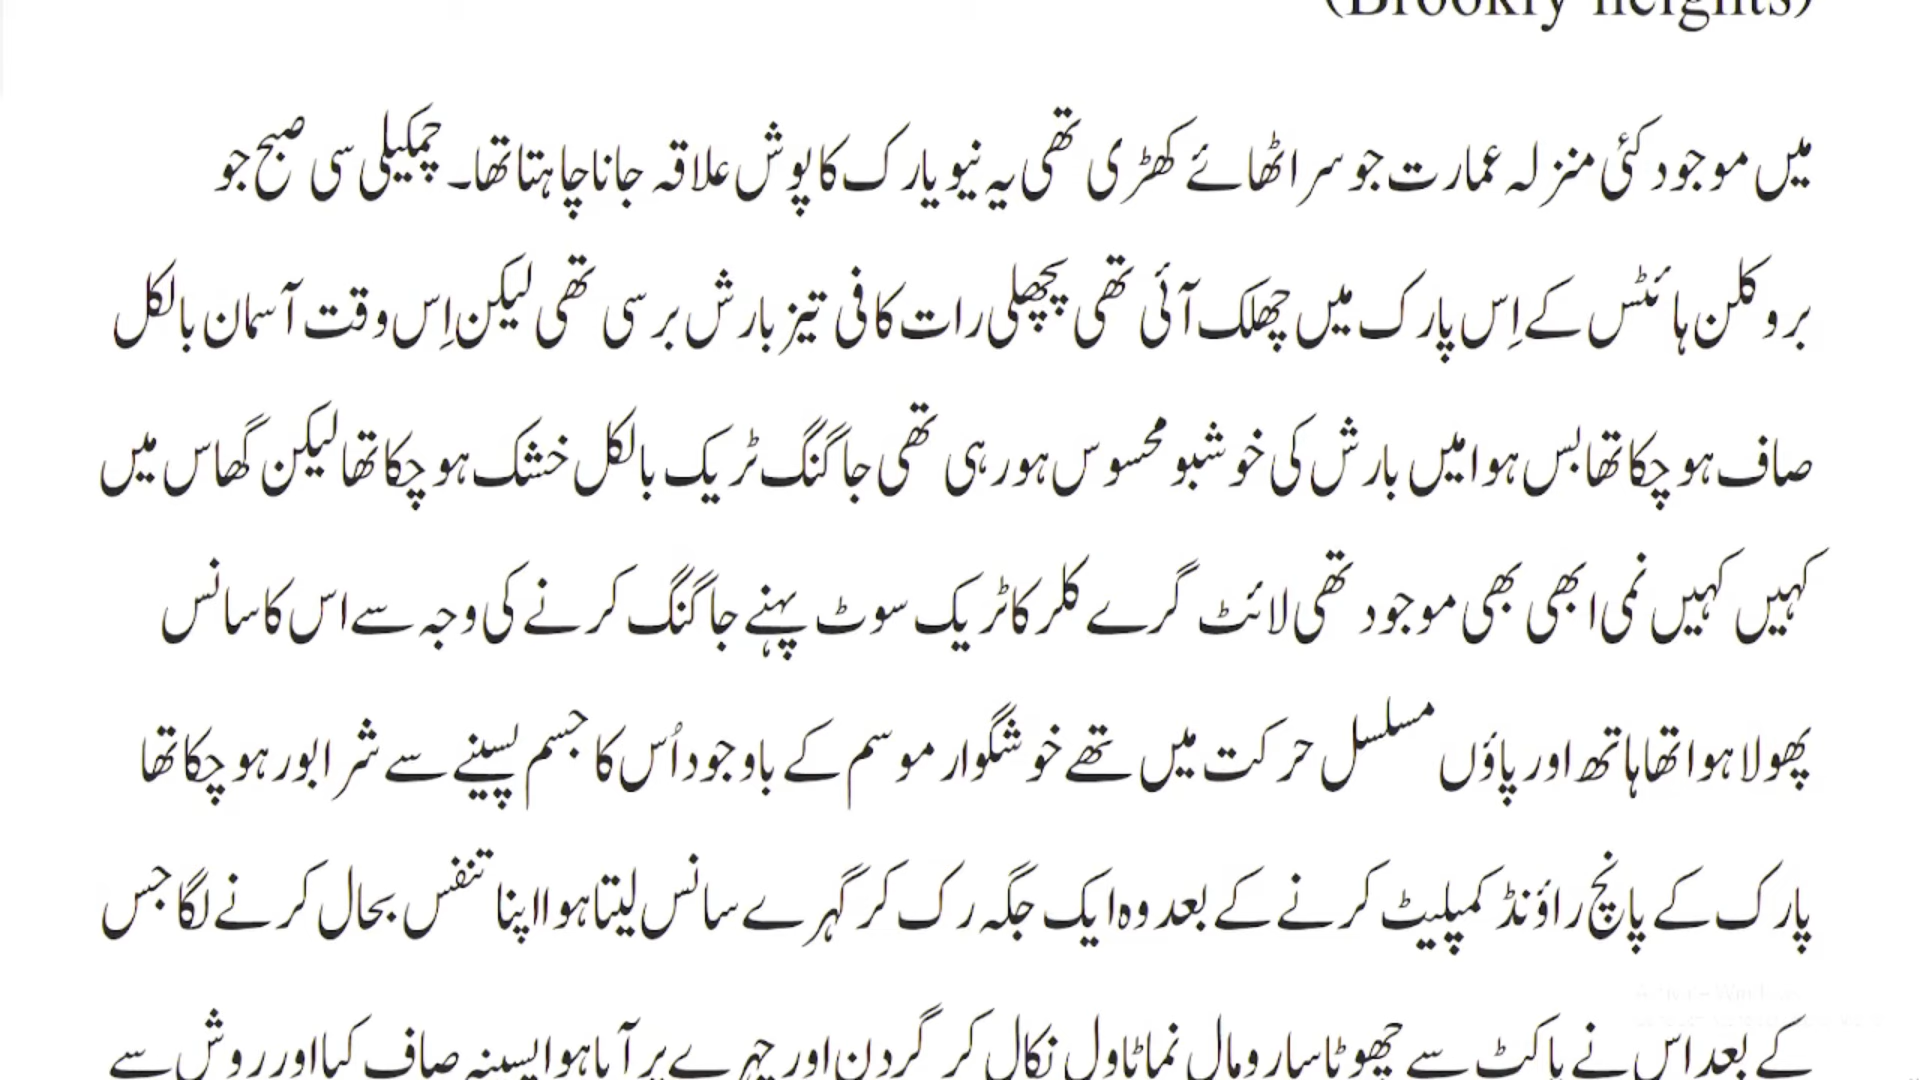 (Brookly heights)
میں موجود کئی منزلہ عمارت جو سر اٹھائے کھڑی تھی یہ نیو یارک کا پوش علاقہ جانا چاہتا تھا۔ چمکیلی سی صبح جو
بروکلن ہائٹس کے اِس پارک میں چھلک آئی تھی پچھلی رات کافی تیز بارش برسی تھی لیکن اِس وقت آسمان بالکل
صاف ہو چکا تھا بس ہوا میں بارش کی خوشبو محسوس ہو رہی تھی جاگنگ ٹریک بالکل خشک ہو چکا تھا لیکن گھاس میں
کہیں کہیں نمی ابھی بھی موجود تھی لائٹ گرے کلر کا ٹریک سوٹ پہنے جاگنگ کرنے کی وجہ سے اس کا سانس
پھولا ہوا تھا ہاتھ اور پاؤں مسلسل حرکت میں تھے خوشگوار موسم کے باوجود اُس کا جسم پسینے سے شرابور ہو چکا تھا
پارک کے پانچ راؤنڈ کمپلیٹ کرنے کے بعد وہ ایک جگہ رک کر گہرے سانس لیتا ہوا اپنا تنفس بحال کرنے لگا جس
کے بعد اس نے پاکٹ سے چھوٹا سا رومال نما ٹاول نکال کر گردن اور چہرے پر آیا ہوا پسینہ صاف کیا اور روش سے